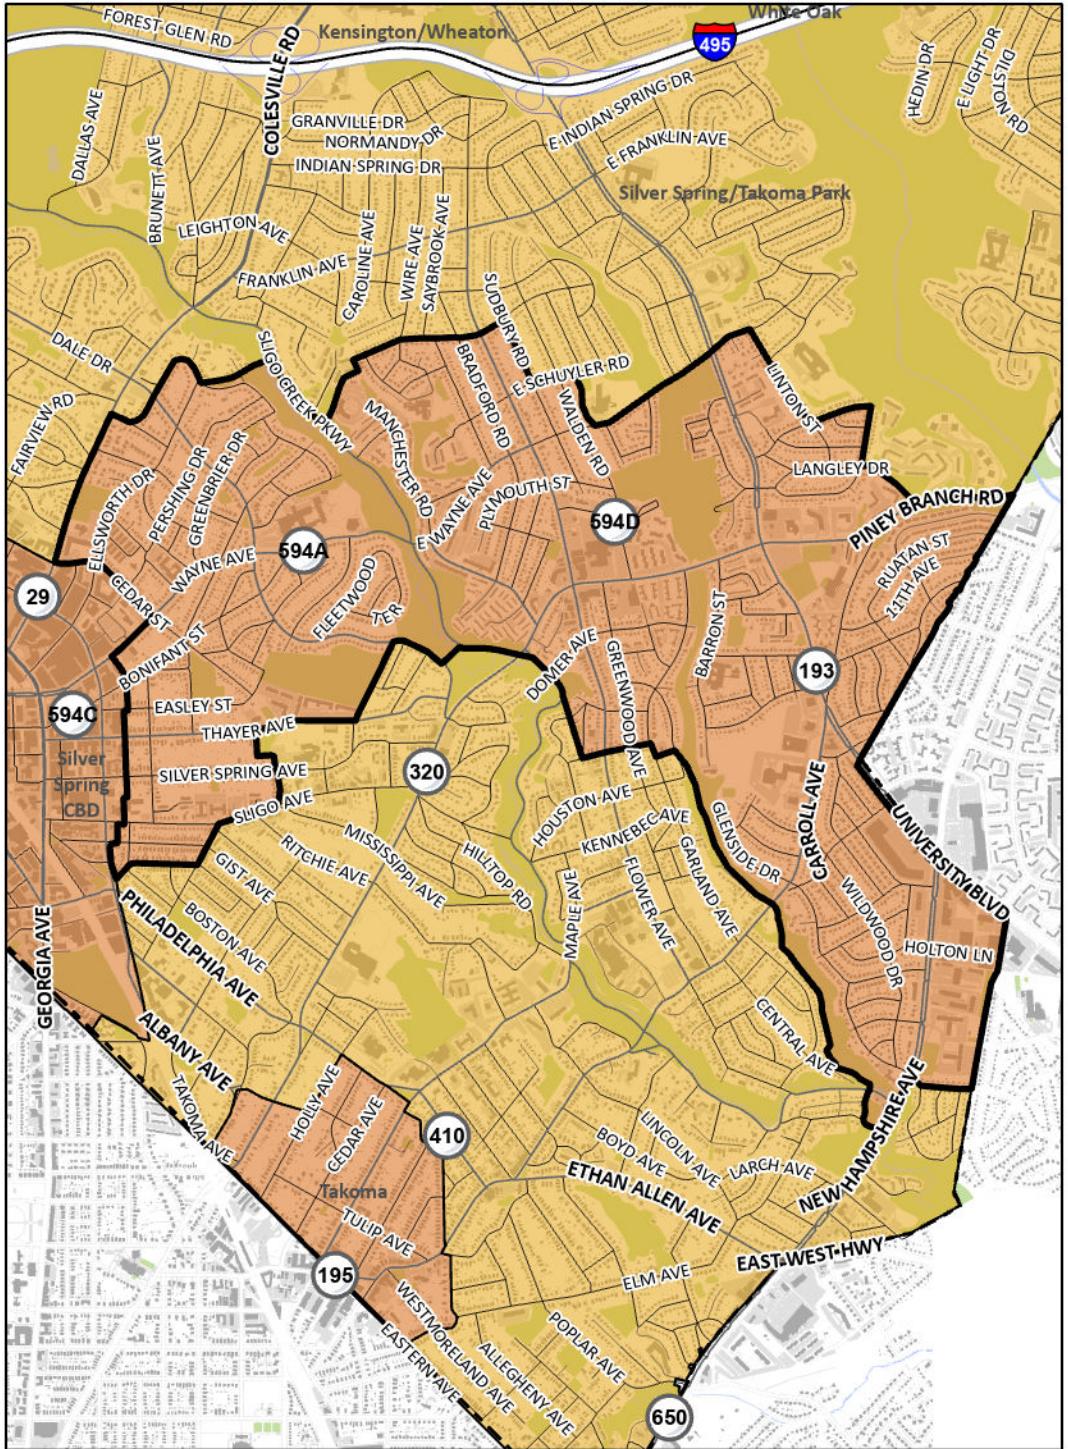 White Oak
FOREST GLEN RD
Kensington/Wheaton
495
COLESVILLE RD
HEDIN DR
E LIGHT DR
DILSTON RD
DALLAS AVE
GRANVILLE DR
NORMANDY DR
INDIAN SPRING DR
E INDIAN SPRING DR
E FRANKLIN AVE
BRUNETT AVE
Silver Spring/Takoma Park
LEIGHTON AVE
FRANKLIN AVE
CAROLINE AVE
WIRE AVE
SAYBROOK AVE
SUDBURY RD
DALE DR
SLIGO CREEK PKWY
BRADFORD RD
E SCHUYLER RD
WALDEN RD
LINTON ST
FAIRVIEW RD
MANCHESTER RD
LANGLEY DR
ELLSWORTH DR
PERSHING DR
GREENBRIER DR
E WAYNE AVE
PLYMOUTH ST
PINEY BRANCH RD
594D
594A
WAYNE AVE
RUATAN ST
11TH AVE
29
CEDAR ST
FLEETWOOD
TER
BARRON ST
BONIFANT ST
DOMER AVE
GREENWOOD AVE
193
EASLEY ST
594C
THAYER AVE
Silver
Spring
CBD
SILVER SPRING AVE
320
SLIGO AVE
HOUSTON AVE
KENNEBEC AVE
CARROLL AVE
UNIVERSITY BLVD
GLENSIDE DR
GIST AVE
RITCHIE AVE
MISSISSIPPI AVE
HILLTOP RD
MAPLE AVE
FLOWER AVE
GARLAND AVE
WILDWOOD DR
HOLTON LN
PHILADELPHIA AVE
BOSTON AVE
GEORGIA AVE
ALBANY AVE
CENTRAL AVE
TAKOMA AVE
HOLLY AVE
CEDAR AVE
410
LINCOLN AVE
BOYD AVE
LARCH AVE
NEW HAMPSHIRE AVE
ETHAN ALLEN AVE
Takoma
TULIP AVE
EAST WEST HWY
195
ELM AVE
WESTMORELAND AVE
EASTERN AVE
ALLEGHENY AVE
POPLAR AVE
650